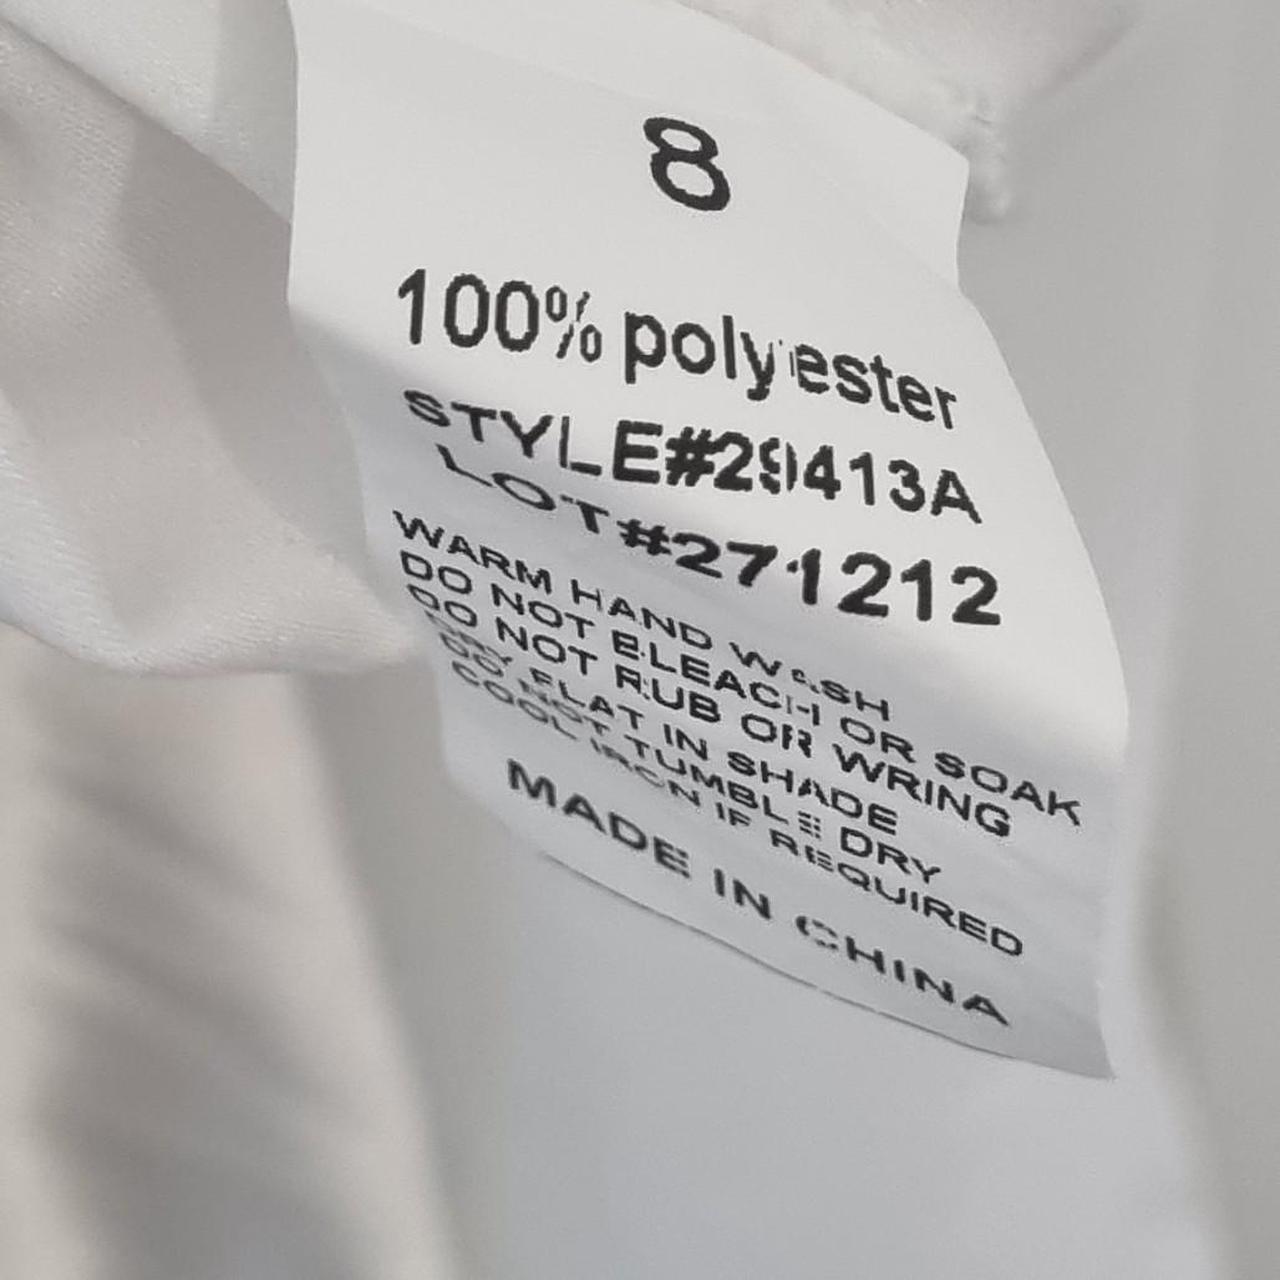 8
100% polyester
STYLE#29413A
LOT#271212
WARM HAND WASH
DO NOT BLEACH OR SOAK
DO NOT RUB OR WRING
DRY FLAT IN SHADE
DO NOT TUMBLE DRY
COOL IRON IF REQUIRED
MADE IN CHINA